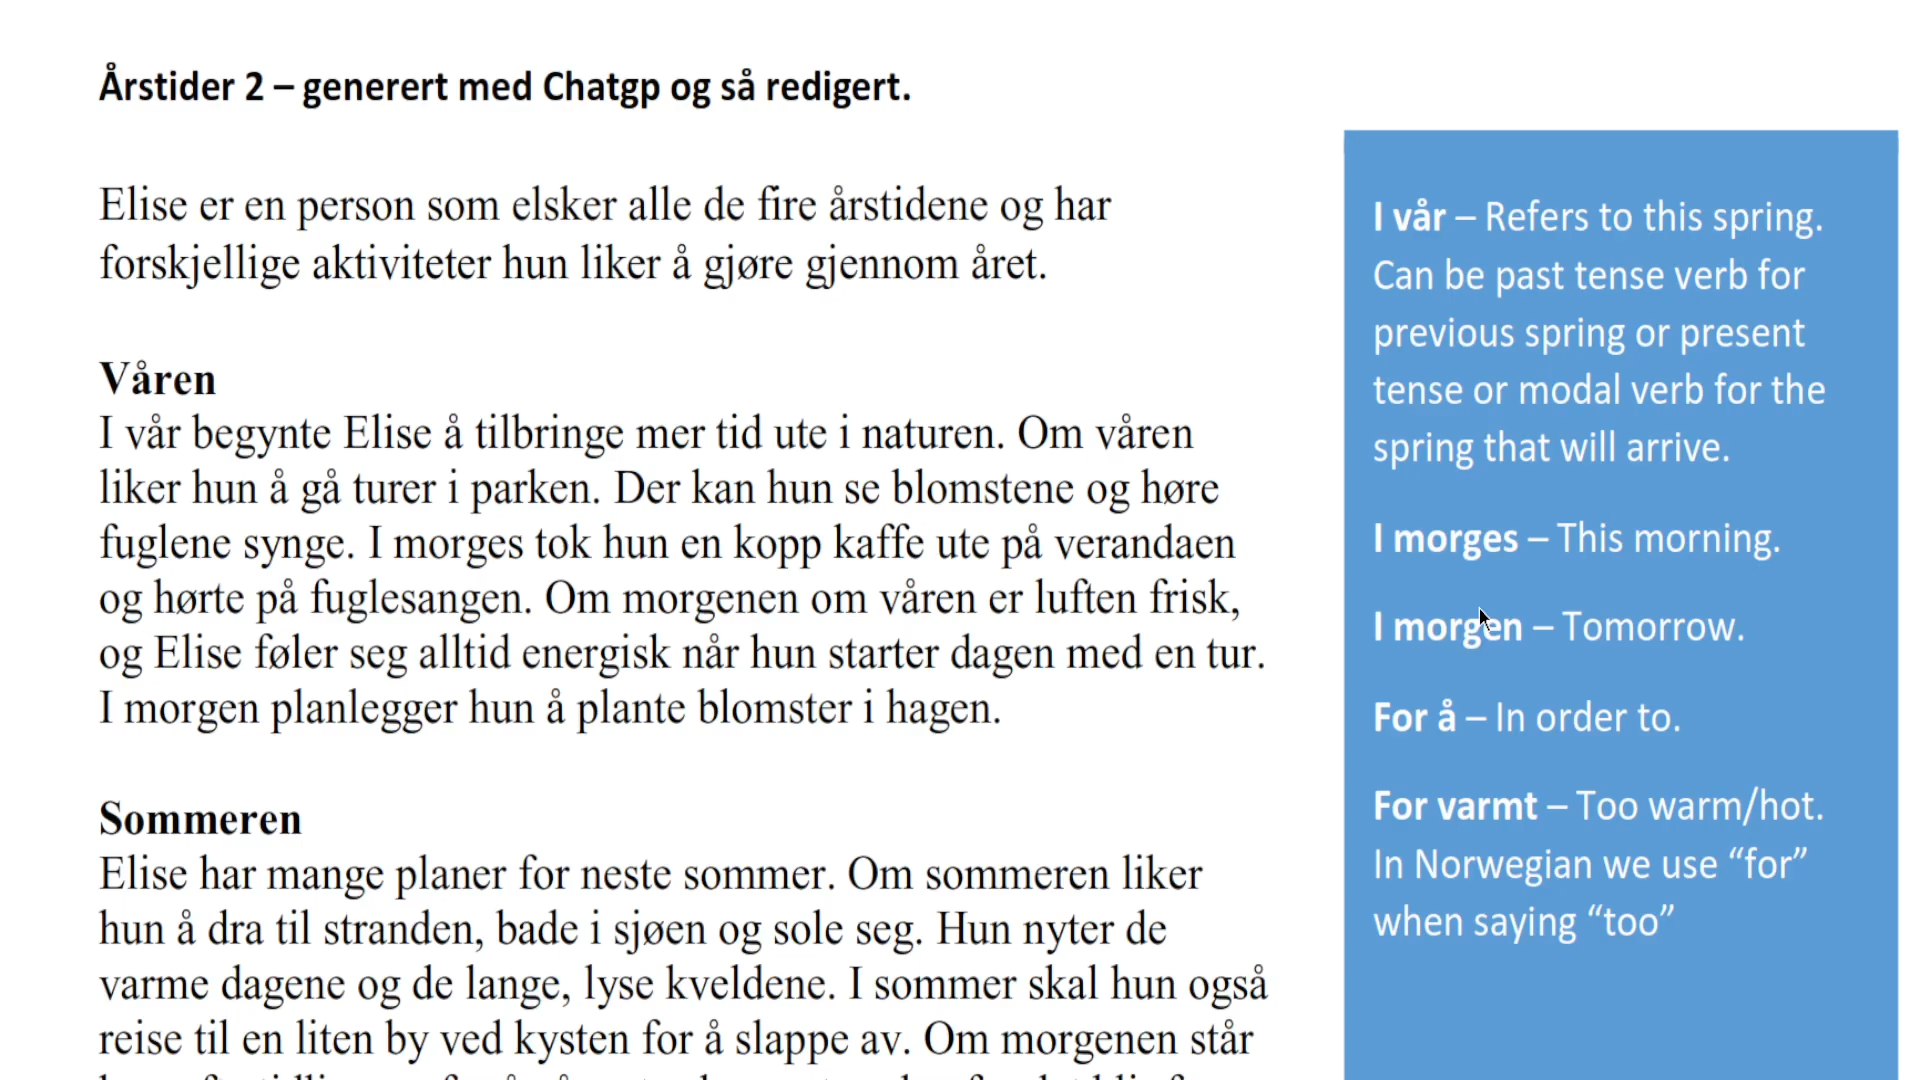 Årstider 2 – generert med Chatgp og så redigert.
Elise er en person som elsker alle de fire årstidene og har
forskjellige aktiviteter hun liker å gjøre gjennom året.
Våren
I vår begynte Elise å tilbringe mer tid ute i naturen. Om våren
liker hun å gå turer i parken. Der kan hun se blomstene og høre
fuglene synge. I morges tok hun en kopp kaffe ute på verandaen
og hørte på fuglesangen. Om morgenen om våren er luften frisk,
og Elise føler seg alltid energisk når hun starter dagen med en tur.
I morgen planlegger hun å plante blomster i hagen.
Sommeren
Elise har mange planer for neste sommer. Om sommeren liker
hun å dra til stranden, bade i sjøen og sole seg. Hun nyter de
varme dagene og de lange, lyse kveldene. I sommer skal hun også
reise til en liten by ved kysten for å slappe av. Om morgenen står
I vår – Refers to this spring.
Can be past tense verb for
previous spring or present
tense or modal verb for the
spring that will arrive.
I morges – This morning.
I morgen – Tomorrow.
For å – In order to.
For varmt – Too warm/hot.
In Norwegian we use “for”
when saying “too”